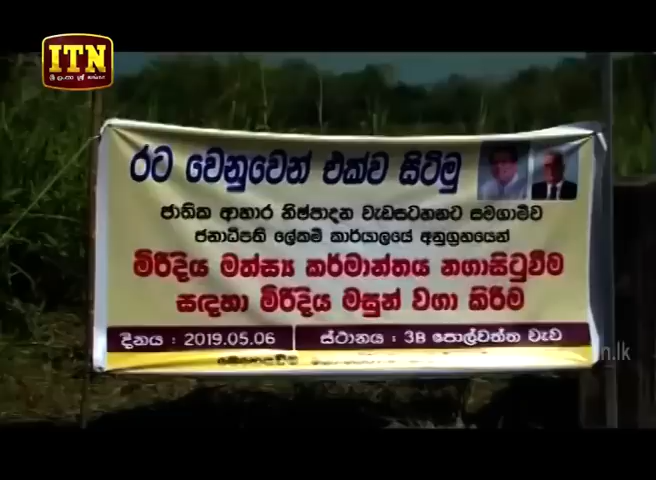 ITN
රට වෙනුවෙන් එක්ව සිටිමු
ජාතික ආහාර නිෂ්පාදන වැඩසටහනට සමගාමීව
ජනාධිපති ලේකම් කාර්යාලයේ අනුග්‍රහයෙන්
මිරිදිය මත්ස්‍ය කර්මාන්තය නගාසිටුවීම
සඳහා මිරිදිය මසුන් වගා කිරීම
දිනය : 2019.05.06 ස්ථානය : 3B පොල්වත්ත වැව
n.lk